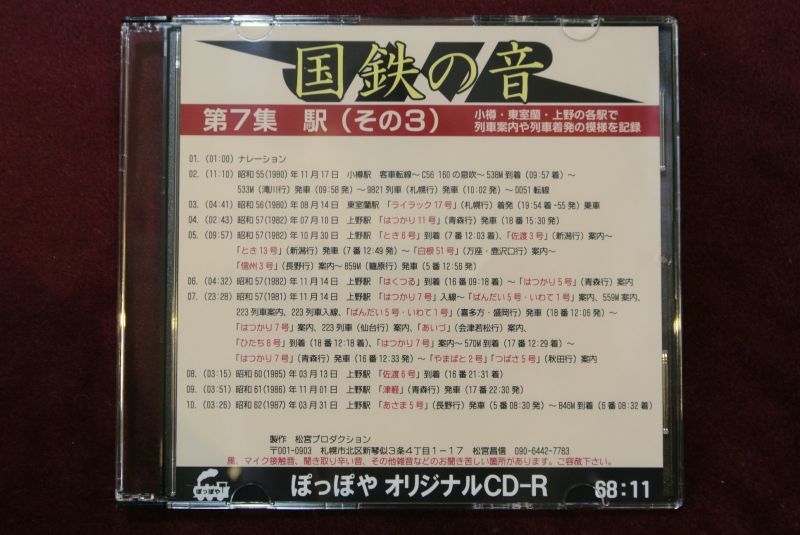 国鉄の音
第7集 駅（その3）
小樽・東室蘭・上野の各駅で
列車案内や列車着発の模様を記録
01.（01:00）ナレーション
02.（11:10）昭和55(1980)年11月17日 小樽駅 客車転線～C56 160の息吹～538M到着（09:57着）～
533M（滝川行）発車（09:58発）～9821列車（札幌行）発車（10:02発）～DD51転線
03.（04:41）昭和56(1980)年08月14日 東室蘭駅「ライラック17号」（札幌行）着発（19:54着-55発）乗車
04.（02:43）昭和57(1982)年07月10日 上野駅「はつかり11号」（青森行）発車（18番15:30発）
05.（09:57）昭和57(1982)年10月30日 上野駅「とき6号」到着（7番12:03着）、「佐渡3号」（新潟行）案内～
「とき13号」（新潟行）発車（7番12:49発）～「白根51号」（万座・鹿沢口行）案内～
「信州3号」（長野行）案内～859M（籠原行）発車（5番12:56発）
06.（04:32）昭和57(1982)年11月14日 上野駅「はくつる」到着（16番09:18着）～「はつかり5号」（青森行）案内
07.（23:28）昭和57(1981)年11月14日 上野駅「はつかり7号」入線～「ばんだい5号・いわて1号」案内、559M案内、
223列車案内、223列車入線、「ばんだい5号・いわて1号」（喜多方・盛岡行）発車（18番12:06発）～
「はつかり7号」案内、223列車（仙台行）案内、「あいづ」（会津若松行）案内、
「ひたち8号」到着（18番12:18着）、「はつかり7号」案内～570M到着（17番12:29着）～
「はつかり7号」（青森行）発車（16番12:33発）～「やまばと2号」「つばさ5号」（秋田行）案内
08.（03:15）昭和60(1985)年03月13日 上野駅「佐渡6号」到着（16番21:31着）
09.（03:51）昭和61(1986)年11月01日 上野駅「津軽」（青森行）発車（17番22:30発）
10.（03:26）昭和62(1987)年03月31日 上野駅「あさま5号」（長野行）発車（5番08:30発）～846M到着（6番08:32着）
製作 松宮プロダクション
〒001-0903 札幌市北区新琴似3条4丁目1－17 松宮昌信 090-6442-7783
風、マイク接触音、聞き取り辛い音、その他雑音などのお聞き苦しい箇所があります。ご容赦下さい。
ぽっぽや
ぽっぽや オリジナルCD-R
68:11